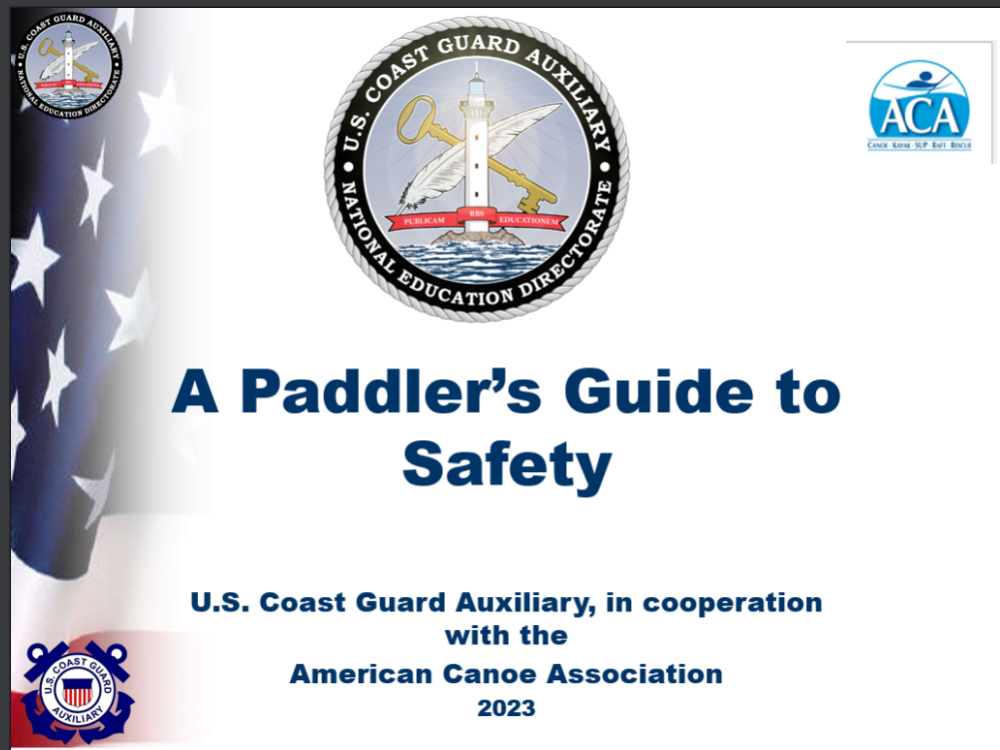 U.S. COAST GUARD AUXILIARY
NATIONAL EDUCATION DIRECTORATE
U.S. COAST GUARD AUXILIARY
NATIONAL EDUCATION DIRECTORATE
PUBLICAM RBS EDUCATIONEM
ACA
CANOE - KAYAK - SUP - RAFT - RESCUE
A Paddler’s Guide to
Safety
U.S. Coast Guard Auxiliary, in cooperation
with the
American Canoe Association
2023
U.S. COAST GUARD
AUXILIARY